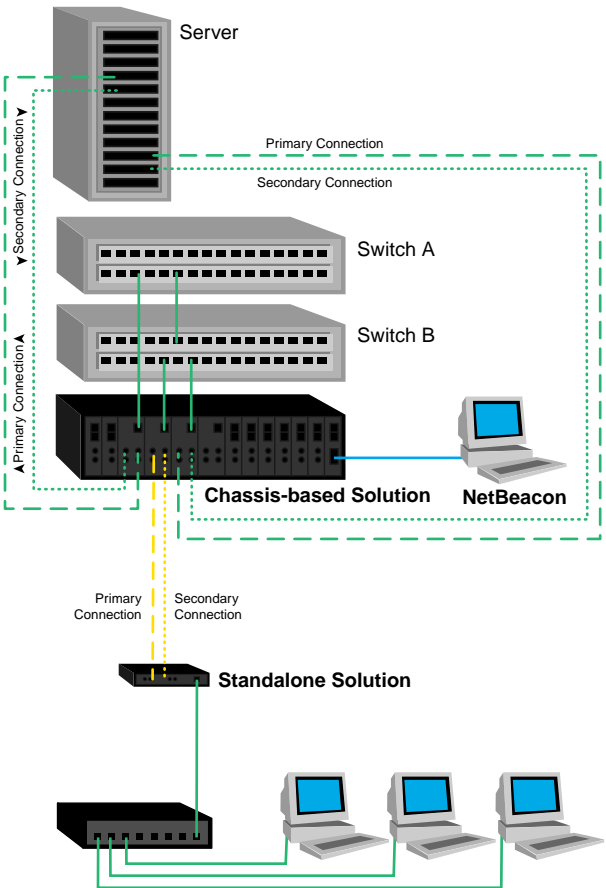 Server
Primary Connection
Secondary Connection
Secondary Connection
Primary Connection
Switch A
Switch B
Chassis-based Solution
NetBeacon
Primary
Connection
Secondary
Connection
Standalone Solution